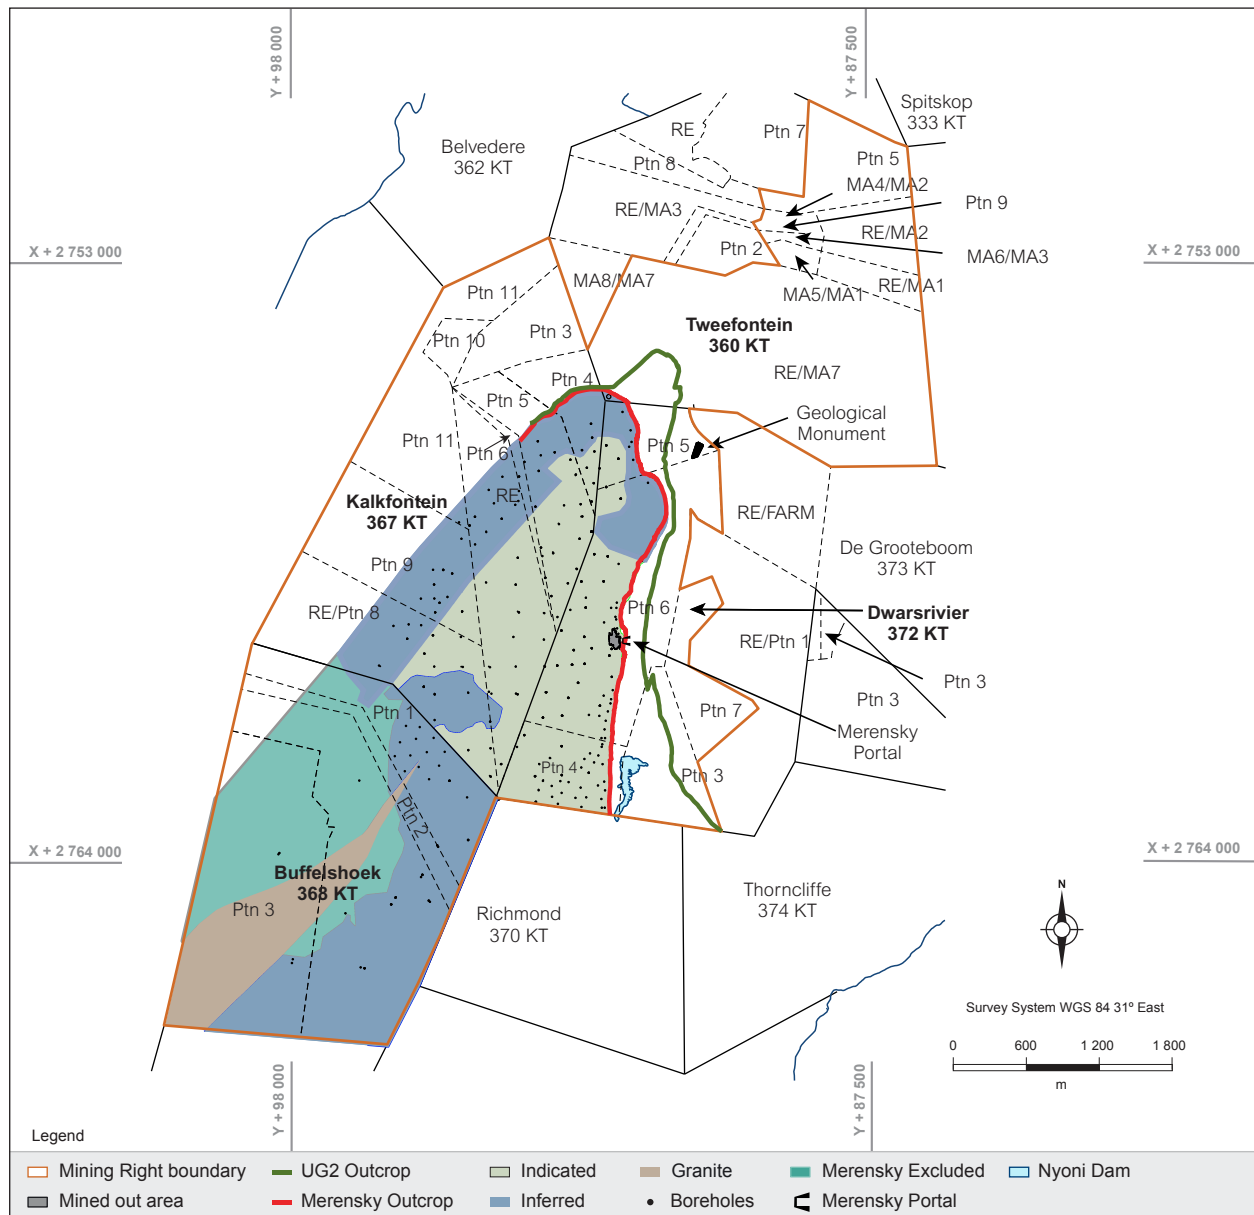 Y + 98 000
Y + 87 500
Spitskop
333 KT
RE
Ptn 7
Belvedere
362 KT
Ptn 8
Ptn 5
MA4/MA2
Ptn 9
RE/MA3
RE/MA2
X + 2 753 000
Ptn 2
MA6/MA3
X + 2 753 000
MA8/MA7
MA5/MA1
RE/MA1
Ptn 11
Ptn 10
Ptn 3
Tweefontein
360 KT
RE/MA7
Ptn 4
Ptn 5
Geological
Monument
Ptn 11
Ptn 6
Ptn 5
RE
Kalkfontein
367 KT
RE/FARM
De Grooteboom
373 KT
Ptn 9
RE/Ptn 8
Ptn 6
Dwarsrivier
372 KT
RE/Ptn 1
Ptn 3
Ptn 3
Ptn 1
Ptn 7
Merensky
Portal
Ptn 4
Ptn 3
Ptn 2
X + 2 764 000
X + 2 764 000
Buffelshoek
368 KT
Ptn 3
Richmond
370 KT
Thorncliffe
374 KT
N
Survey System WGS 84 31º East
0 600 1 200 1 800
m
Y + 98 000
Y + 87 500
Legend
Mining Right boundary UG2 Outcrop Indicated Granite Merensky Excluded Nyoni Dam
Mined out area Merensky Outcrop Inferred Boreholes Merensky Portal